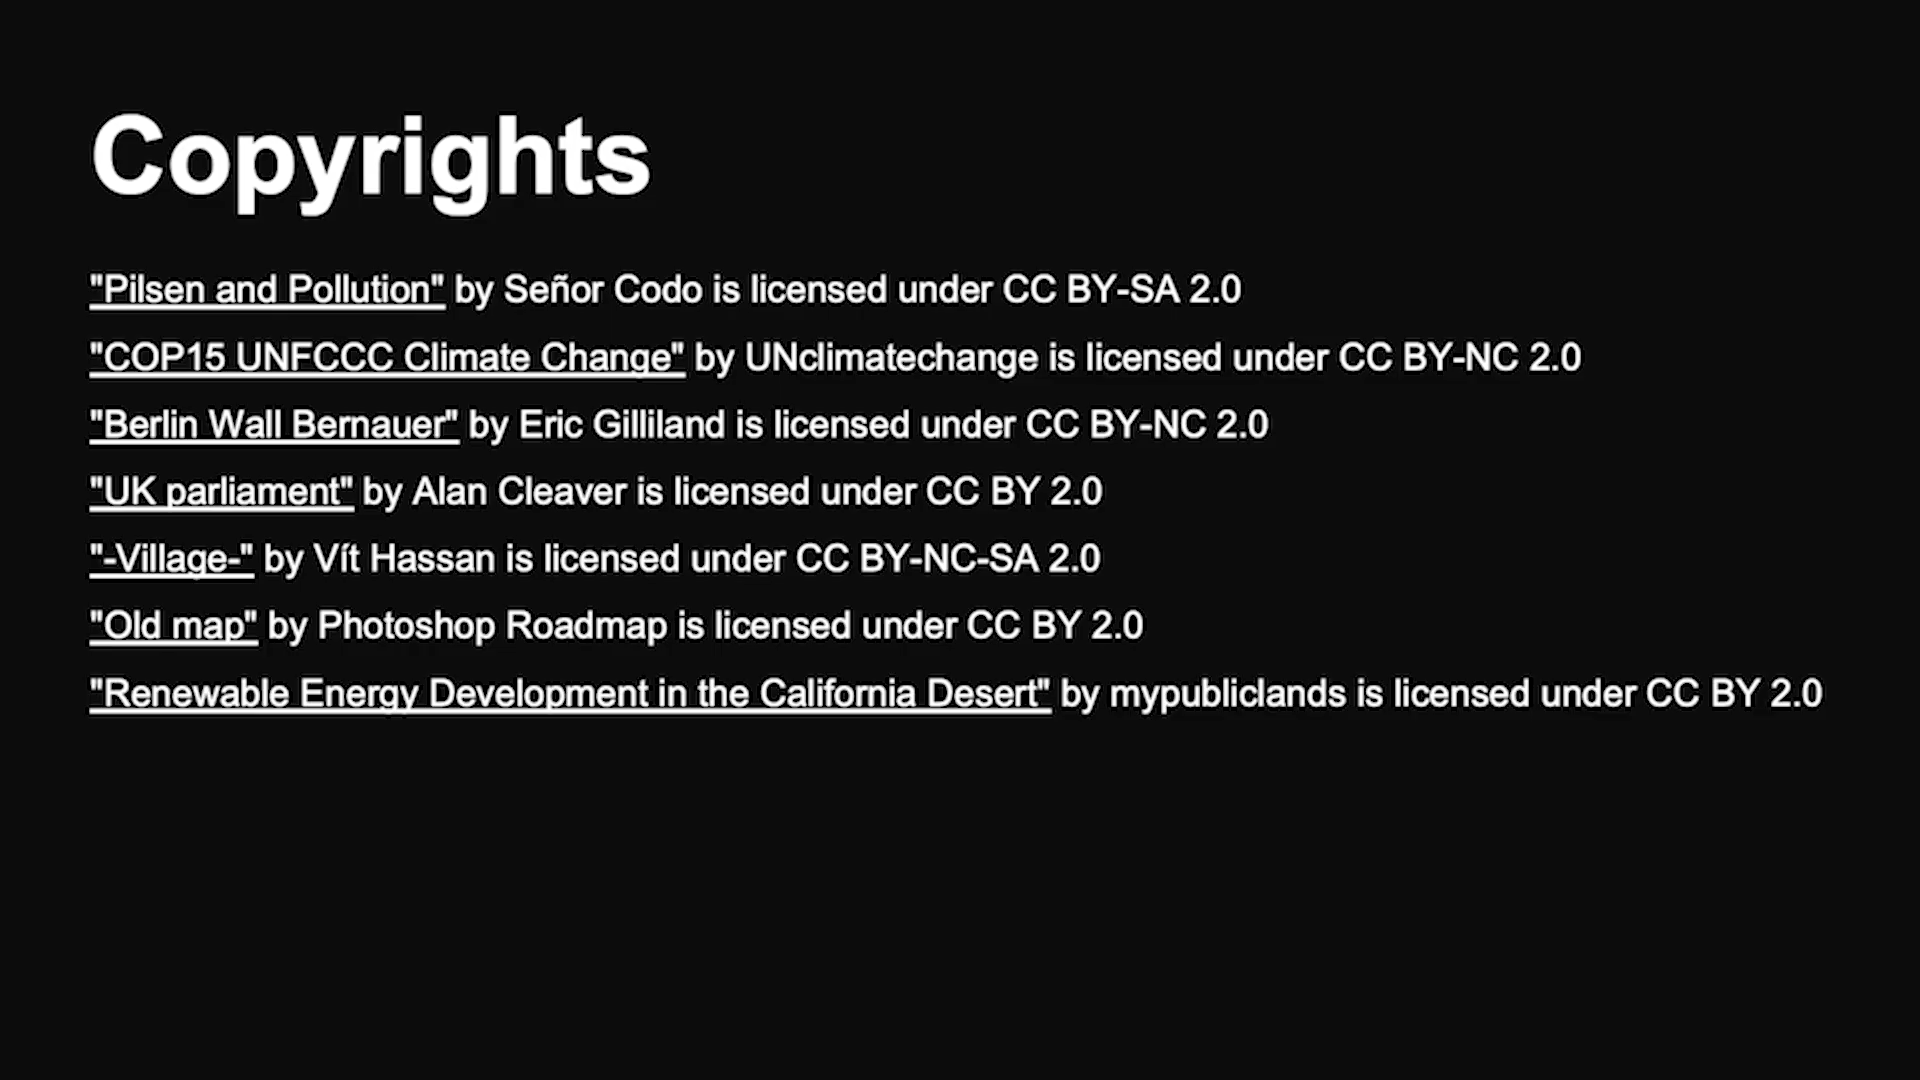 Copyrights
"Pilsen and Pollution" by Señor Codo is licensed under CC BY-SA 2.0
"COP15 UNFCCC Climate Change" by UNclimatechange is licensed under CC BY-NC 2.0
"Berlin Wall Bernauer" by Eric Gilliland is licensed under CC BY-NC 2.0
"UK parliament" by Alan Cleaver is licensed under CC BY 2.0
"-Village-" by Vít Hassan is licensed under CC BY-NC-SA 2.0
"Old map" by Photoshop Roadmap is licensed under CC BY 2.0
"Renewable Energy Development in the California Desert" by mypubliclands is licensed under CC BY 2.0